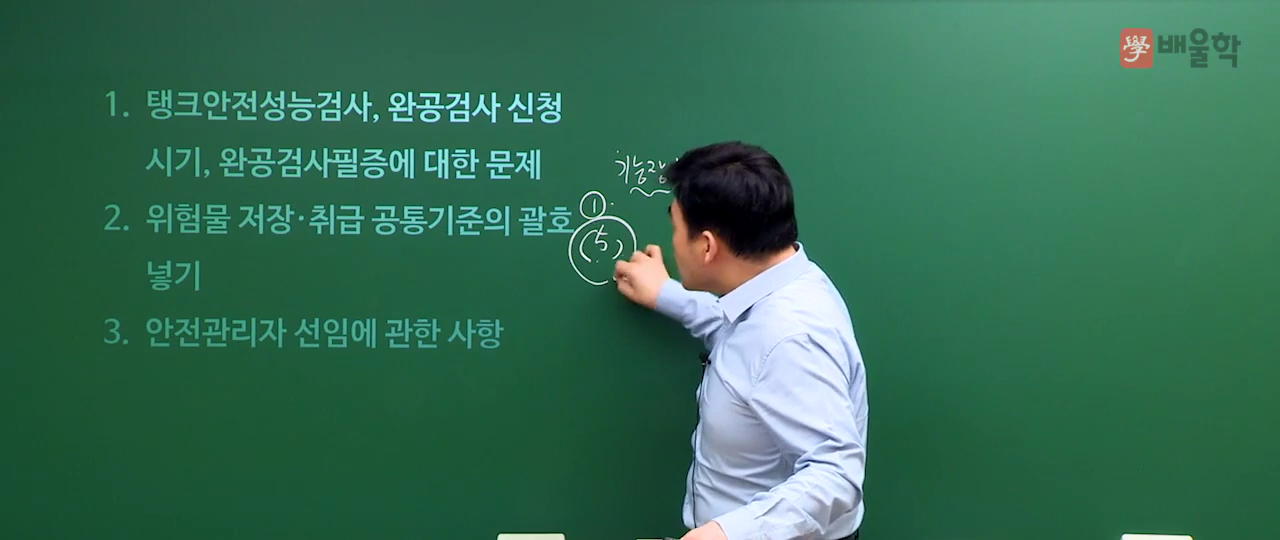 學 배울학
1. 탱크안전성능검사, 완공검사 신청
시기, 완공검사필증에 대한 문제
2. 위험물 저장·취급 공통기준의 괄호
넣기
3. 안전관리자 선임에 관한 사항
기능장
①
(5)